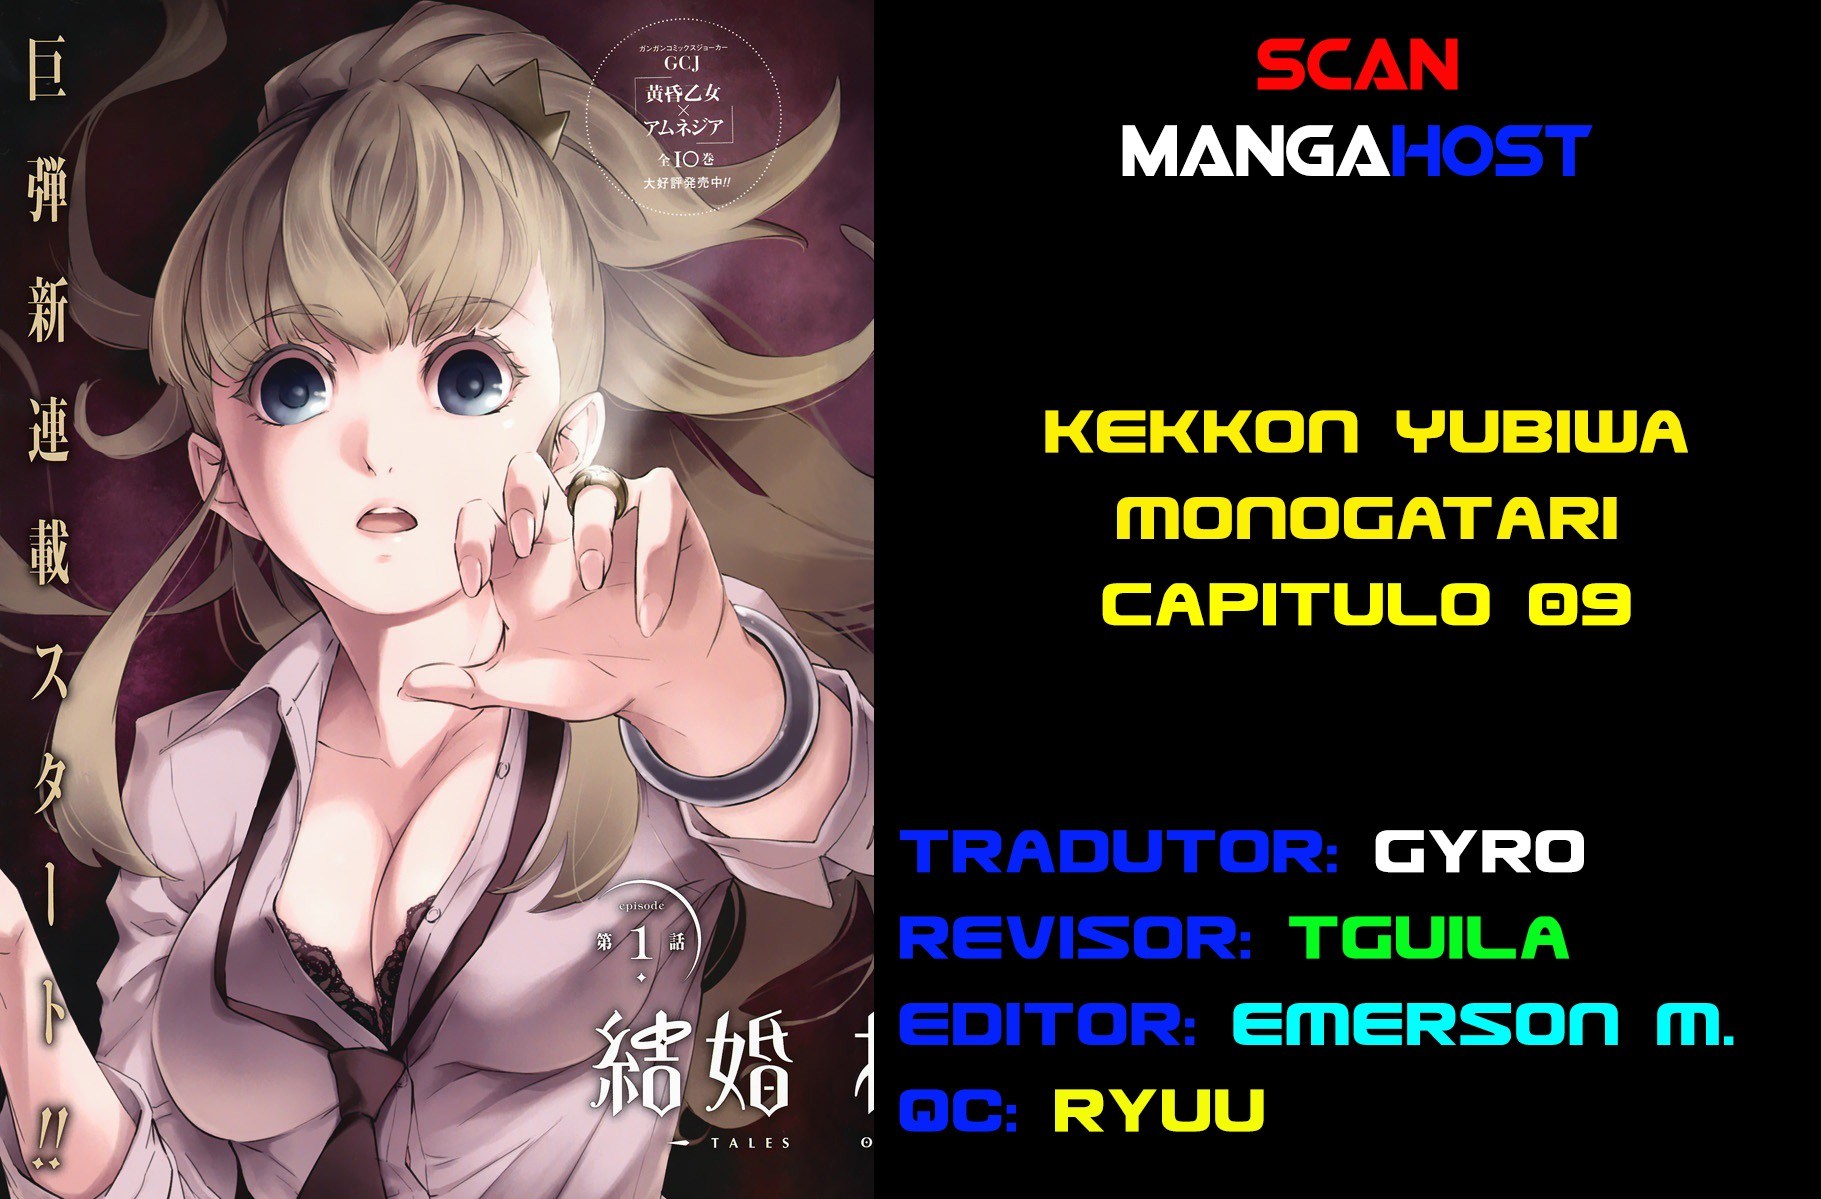 巨弾新連載スタート!!
ガンガンコミックスジョーカー
GCJ
黄昏乙女
×
アムネジア
全10巻
大好評発売中!!
episode
第1話
結婚
TALES O
SCAN
MANGAHOST
KEKKON YUBIWA
MONOGATARI
CAPITULO 09
TRADUTOR: GYRO
REVISOR: TGUILA
EDITOR: EMERSON M.
QC: RYUU